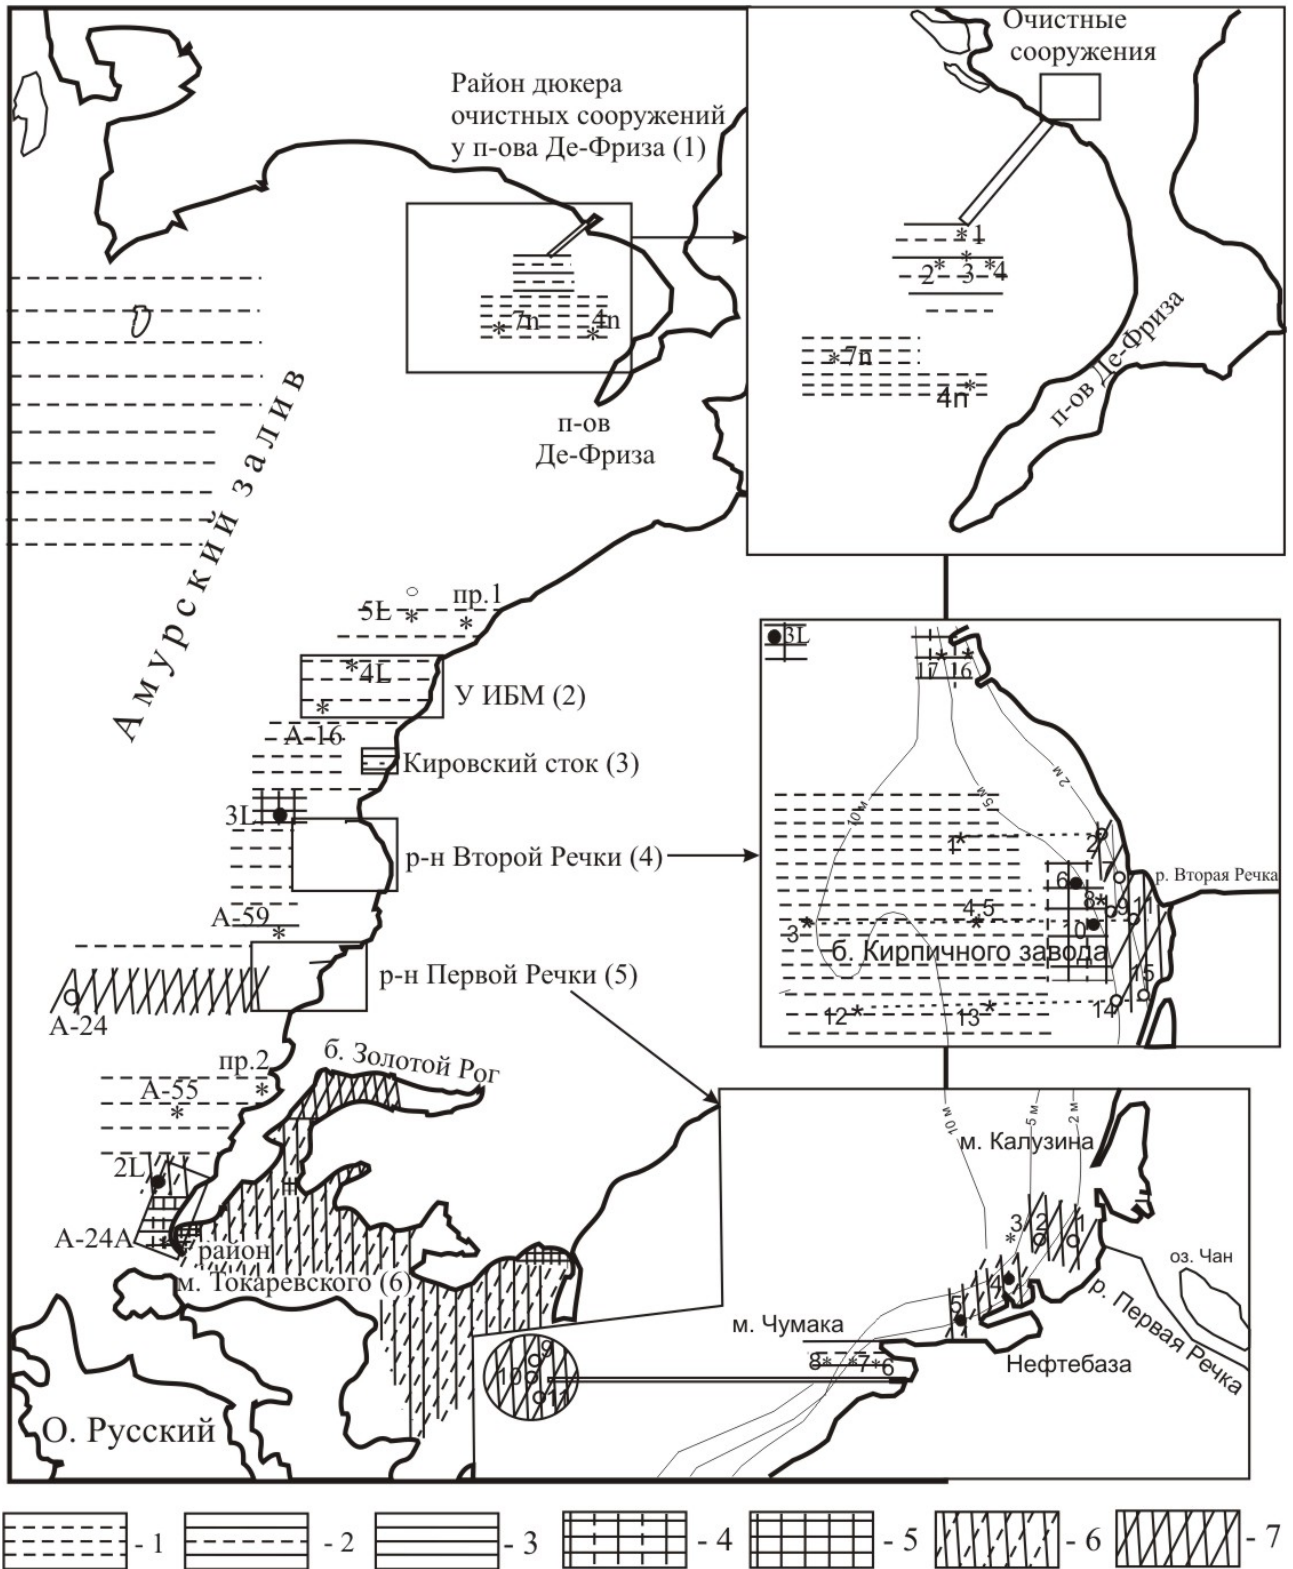 Район дюкера
очистных сооружений
у п-ова Де-Фриза (1)
7n
4n
п-ов
Де-Фриза
Амурский залив
5L
пр.1
4L
У ИБМ (2)
А-16
Кировский сток (3)
3L
р-н Второй Речки (4)
А-59
р-н Первой Речки (5)
А-24
пр.2
б. Золотой Рог
А-55
2L
А-24А
район
м. Токаревского (6)
О. Русский
Очистные
сооружения
1
2
3
4
7n
4п
п-ов Де-Фриза
3L
17
16
10 м
5 м
2 м
1
2
7
р. ВтораяРечка
6
8
9
11
4,5
3
10
б. Кирпичного завода
15
12
13
14
10 м
5 м
2 м
м. Калузина
3
2
1
оз. Чан
4
5
р. Первая Речка
м. Чумака
8
7
6
Нефтебаза
9
10
11
- 1
- 2
- 3
- 4
- 5
- 6
- 7